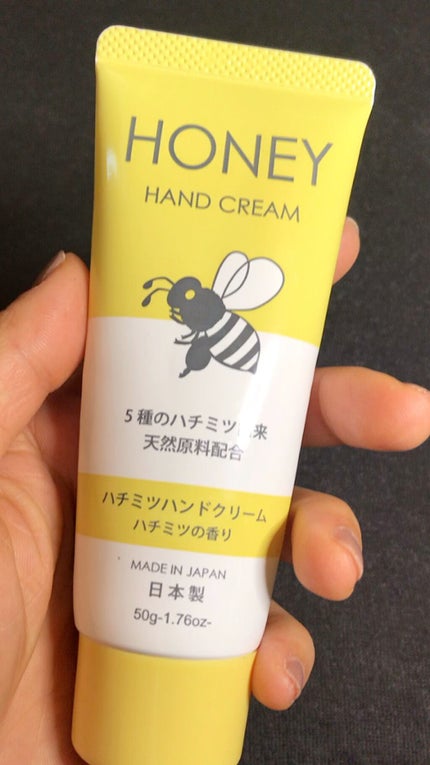 HONEY
HAND CREAM
5種のハチミツ由来
天然原料配合
ハチミツハンドクリーム
ハチミツの香り
MADE IN JAPAN
日本製
50g-1.76oz-